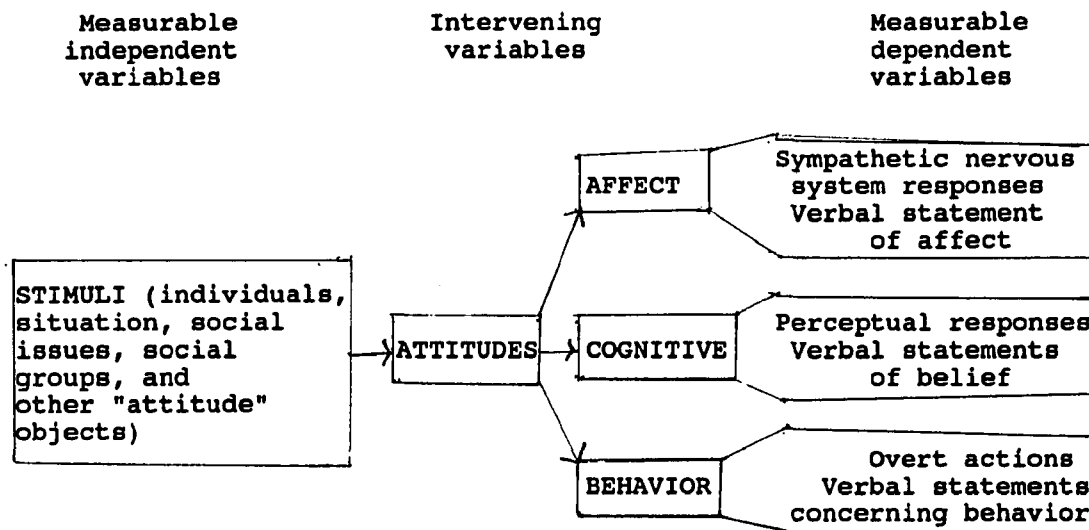 Measurable
independent
variables
Intervening
variables
Measurable
dependent
variables
STIMULI (individuals,
situation, social
issues, social
groups, and
other "attitude"
objects)
ATTITUDES
AFFECT
Sympathetic nervous
system responses
Verbal statement
of affect
COGNITIVE
Perceptual responses
Verbal statements
of belief
BEHAVIOR
Overt actions
Verbal statements
concerning behavior